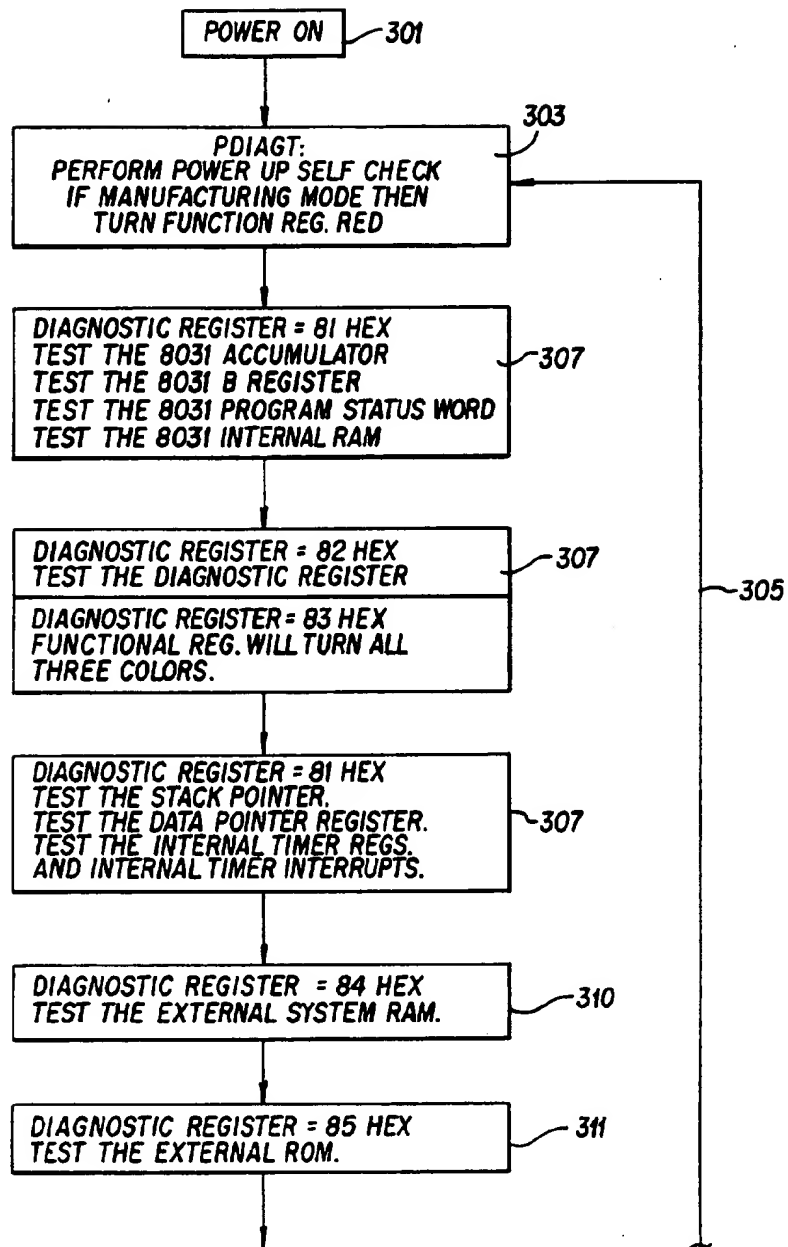 POWER ON
301
303
PDIAGT:
PERFORM POWER UP SELF CHECK
IF MANUFACTURING MODE THEN
TURN FUNCTION REG. RED
DIAGNOSTIC REGISTER = 81 HEX
TEST THE 8031 ACCUMULATOR
TEST THE 8031 B REGISTER
TEST THE 8031 PROGRAM STATUS WORD
TEST THE 8031 INTERNAL RAM
307
DIAGNOSTIC REGISTER = 82 HEX
TEST THE DIAGNOSTIC REGISTER
307
305
DIAGNOSTIC REGISTER = 83 HEX
FUNCTIONAL REG. WILL TURN ALL
THREE COLORS.
DIAGNOSTIC REGISTER = 81 HEX
TEST THE STACK POINTER.
TEST THE DATA POINTER REGISTER.
TEST THE INTERNAL TIMER REGS.
AND INTERNAL TIMER INTERRUPTS.
307
DIAGNOSTIC REGISTER = 84 HEX
TEST THE EXTERNAL SYSTEM RAM.
310
DIAGNOSTIC REGISTER = 85 HEX
TEST THE EXTERNAL ROM.
311